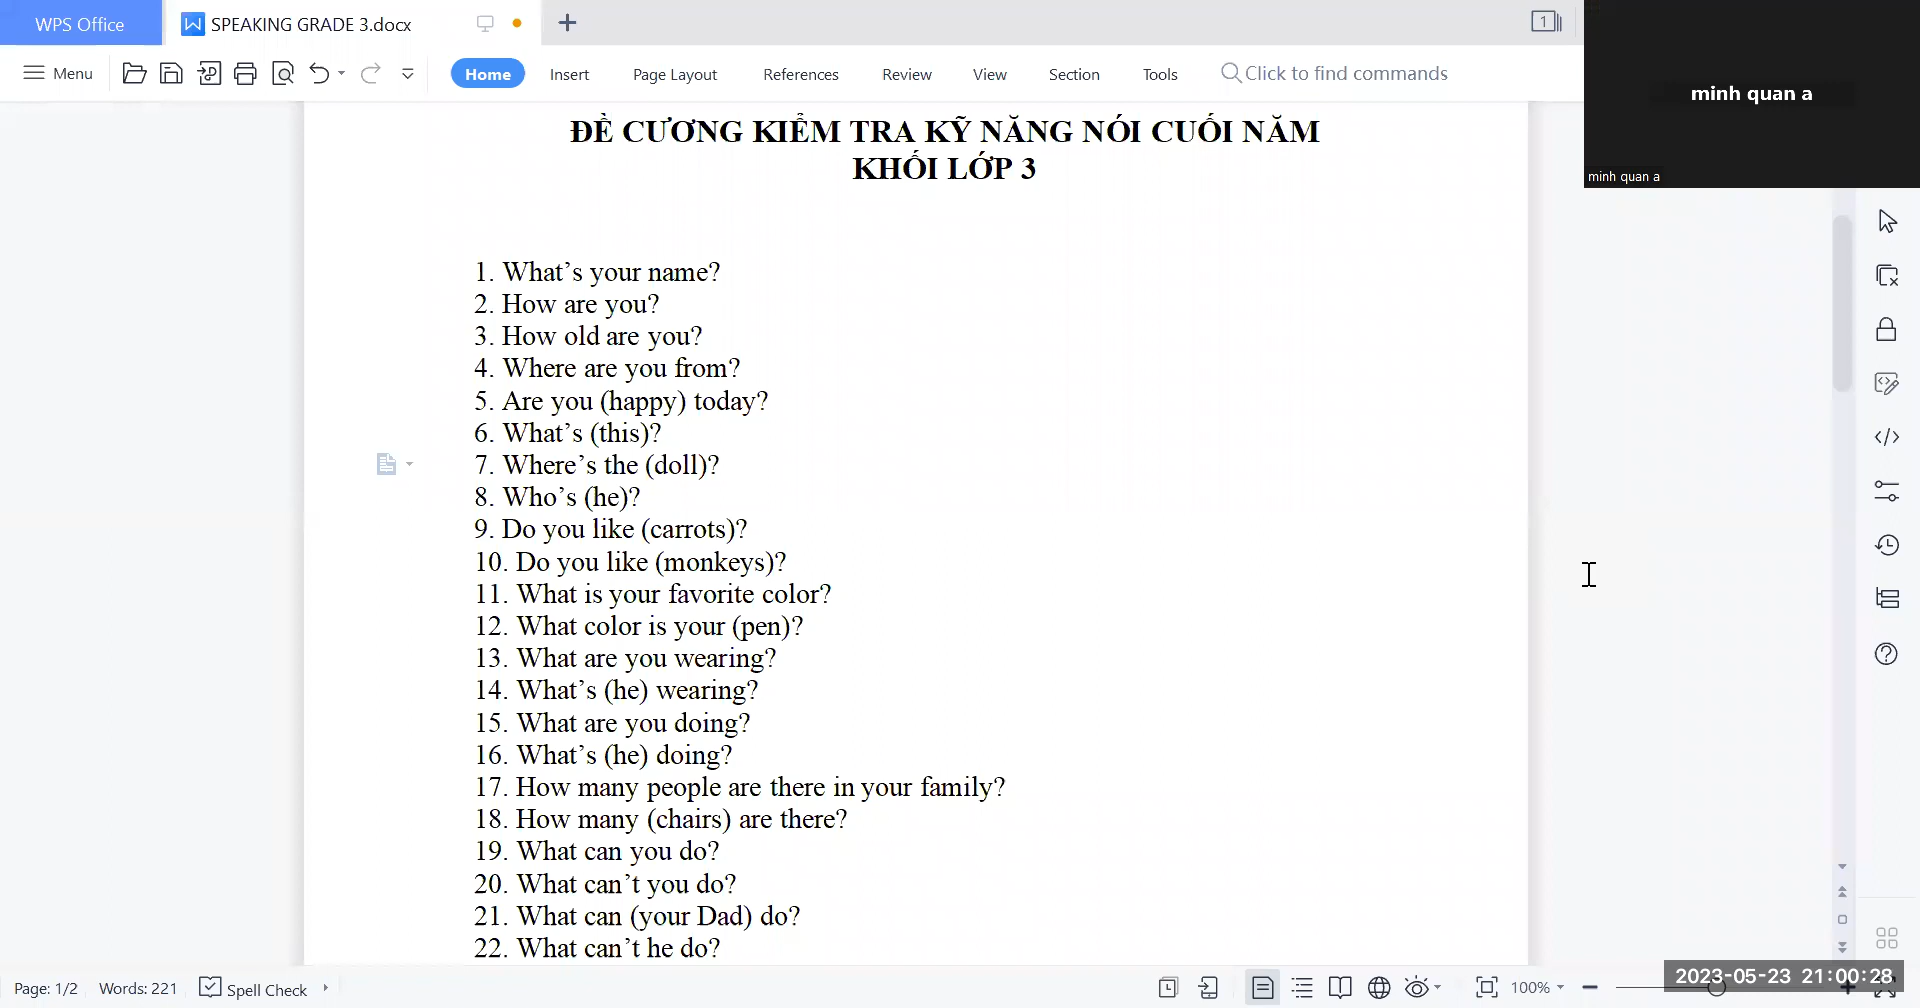 WPS Office
SPEAKING GRADE 3.docx
1
Menu
Home
Insert
Page Layout
References
Review
View
Section
Tools
Click to find commands
minh quan a
minh quan a
ĐỀ CƯƠNG KIỂM TRA KỸ NĂNG NÓI CUỐI NĂM
KHỐI LỚP 3
1. What’s your name?
2. How are you?
3. How old are you?
4. Where are you from?
5. Are you (happy) today?
6. What’s (this)?
7. Where’s the (doll)?
8. Who’s (he)?
9. Do you like (carrots)?
10. Do you like (monkeys)?
11. What is your favorite color?
12. What color is your (pen)?
13. What are you wearing?
14. What’s (he) wearing?
15. What are you doing?
16. What’s (he) doing?
17. How many people are there in your family?
18. How many (chairs) are there?
19. What can you do?
20. What can’t you do?
21. What can (your Dad) do?
22. What can’t he do?
Page: 1/2
Words: 221
Spell Check
100%
2023-05-23 21:00:28